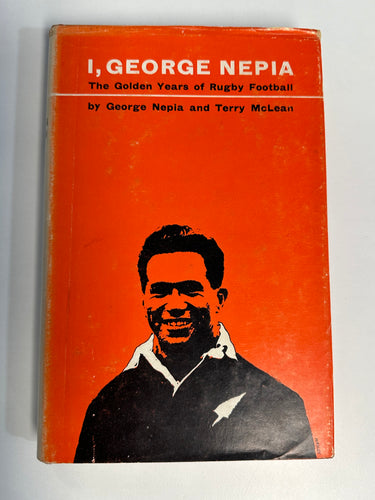 I, GEORGE NEPIA
The Golden Years of Rugby Football
by George Nepia and Terry McLean